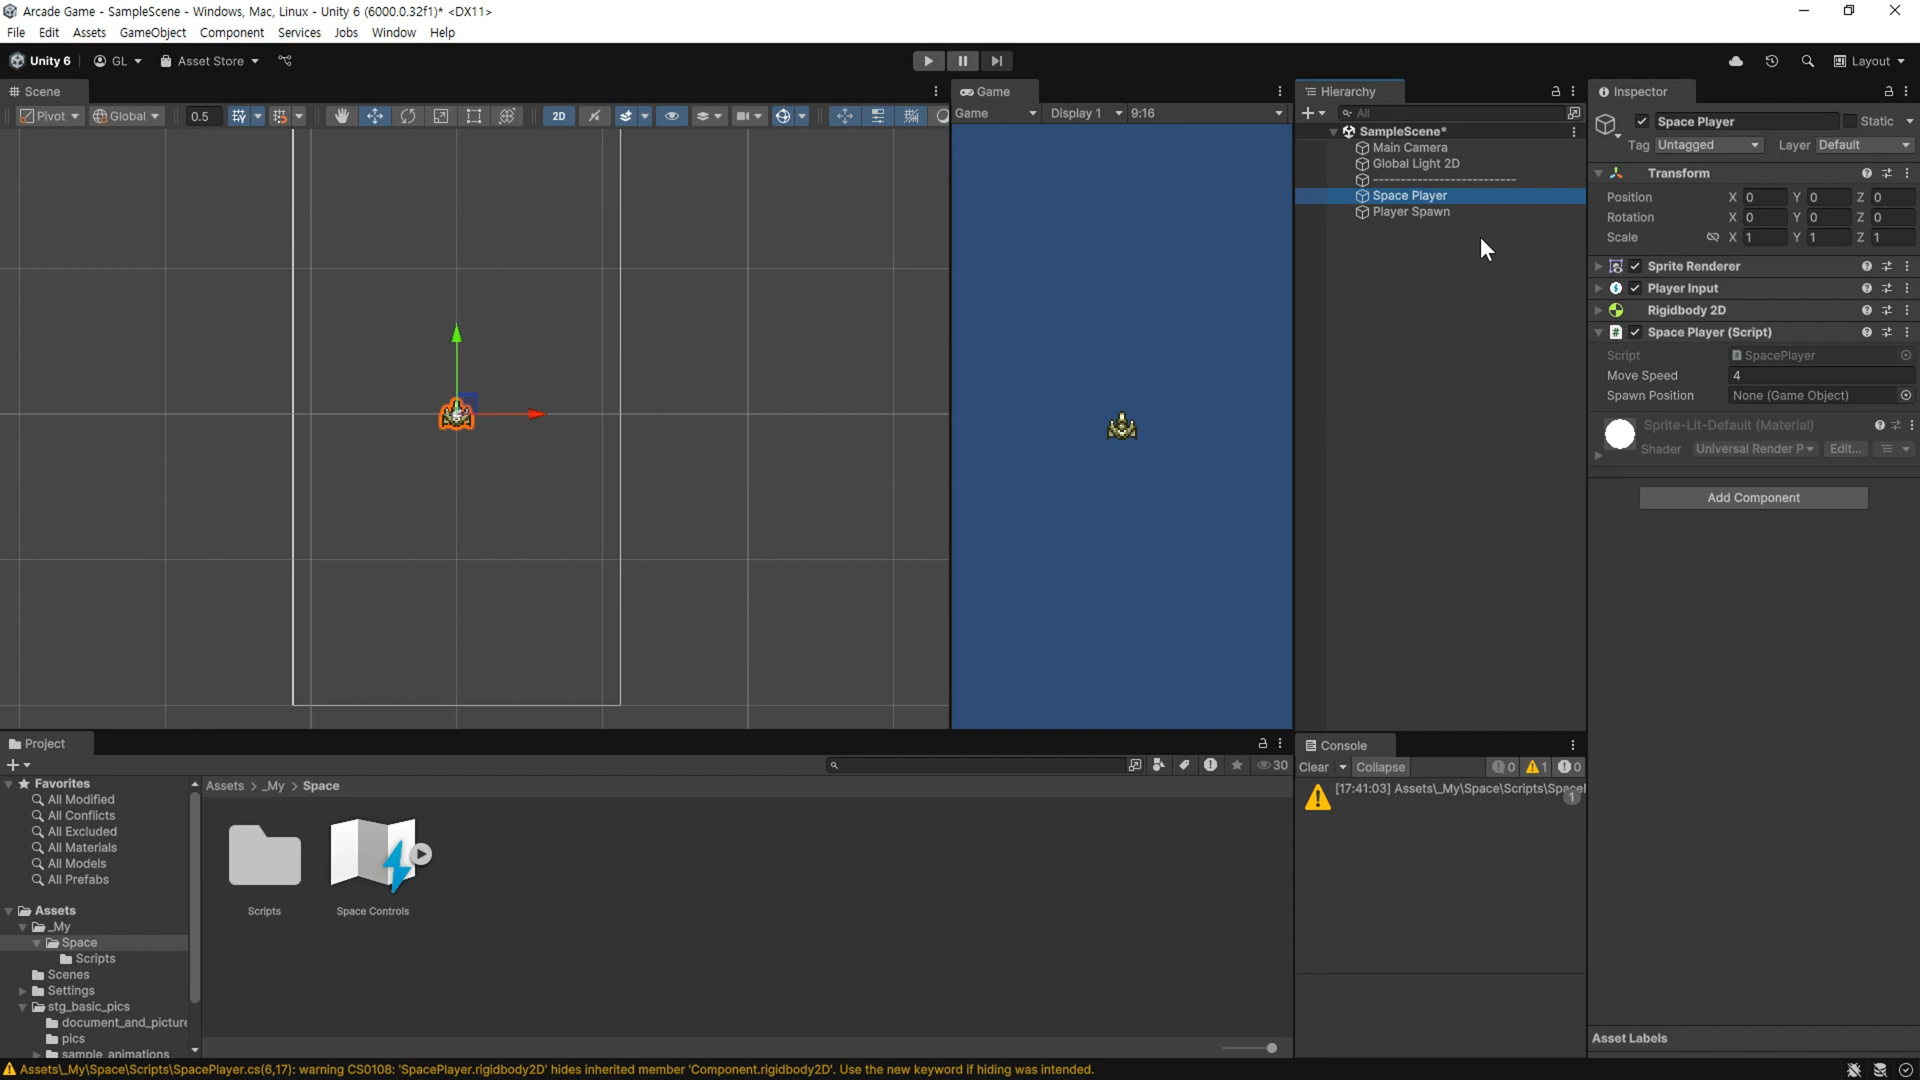 Arcade Game - SampleScene - Windows, Mac, Linux - Unity 6 (6000.0.32f1)* <DX11>
File Edit Assets GameObject Component Services Jobs Window Help
Unity 6 GL Asset Store Layout
Scene
Pivot Global 0.5 2D
Game
Game Display 1 9:16
Hierarchy
All
SampleScene*
Main Camera
Global Light 2D
--------------------------
Space Player
Player Spawn
Inspector
Space Player Static
Tag Untagged Layer Default
Transform
Position X 0 Y 0 Z 0
Rotation X 0 Y 0 Z 0
Scale X 1 Y 1 Z 1
Sprite Renderer
Player Input
Rigidbody 2D
Space Player (Script)
Script SpacePlayer
Move Speed 4
Spawn Position None (Game Object)
Sprite-Lit-Default (Material)
Shader Universal Render P Edit...
Add Component
Asset Labels
Project
30
Favorites
All Modified
All Conflicts
All Excluded
All Materials
All Models
All Prefabs
Assets
_My
Space
Scripts
Scenes
Settings
stg_basic_pics
document_and_picture
pics
sample_animations
Assets > _My > Space
Scripts Space Controls
Console
Clear Collapse 0 1 0
[17:41:03] Assets\_My\Space\Scripts\Space
1
Assets\_My\Space\Scripts\SpacePlayer.cs(6,17): warning CS0108: 'SpacePlayer.rigidbody2D' hides inherited member 'Component.rigidbody2D'. Use the new keyword if hiding was intended.